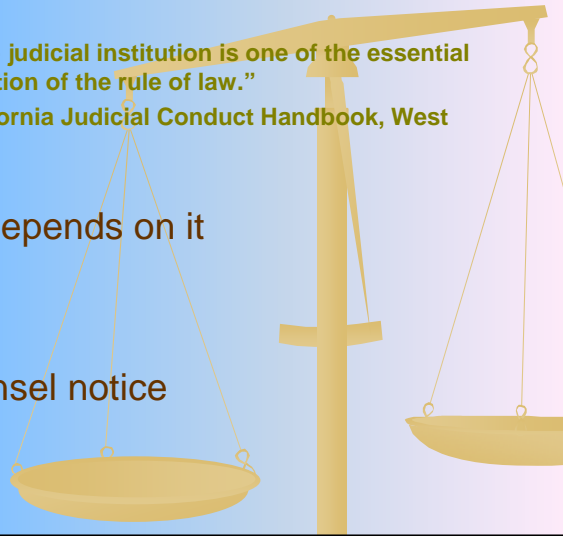 judicial institution is one of the essential
tion of the rule of law.”
ornia Judicial Conduct Handbook, West
epends on it
nsel notice